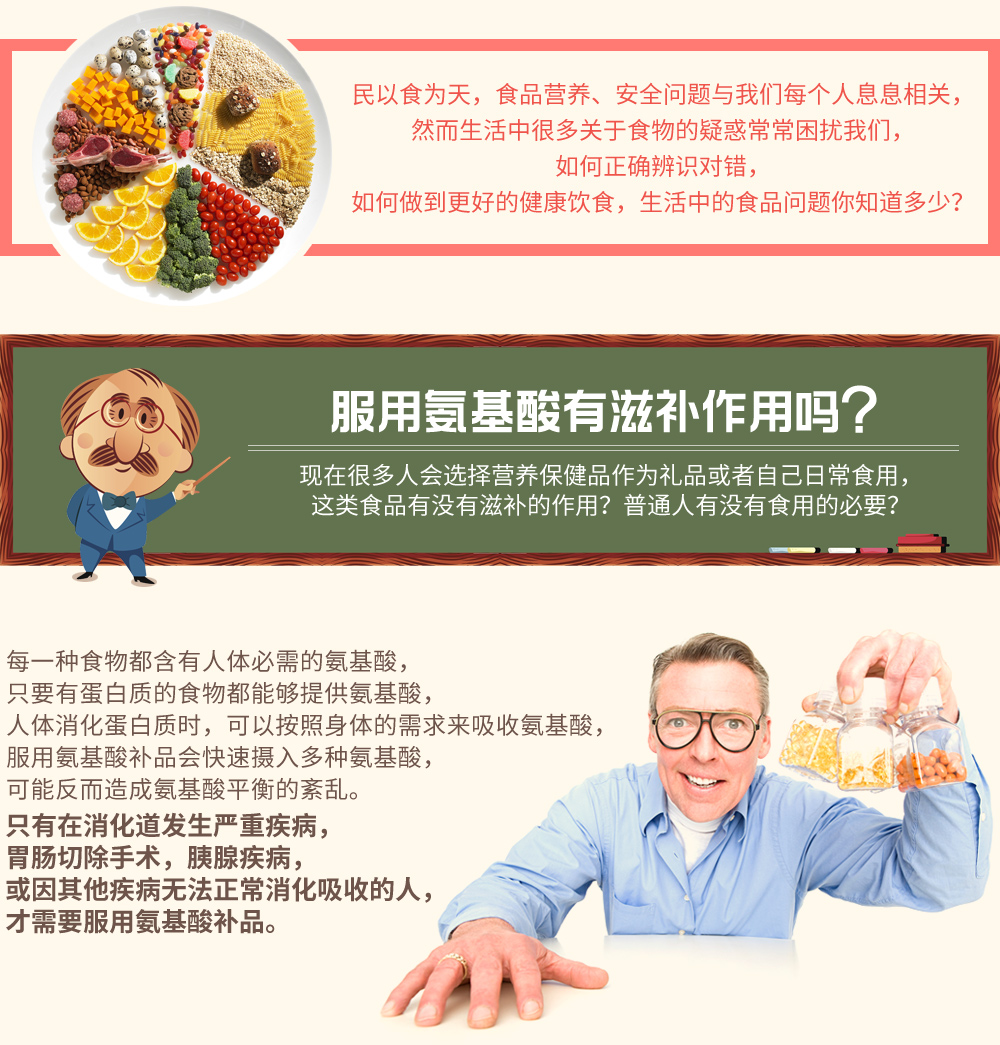 民以食为天，食品营养、安全问题与我们每个人息息相关，
然而生活中很多关于食物的疑惑常常困扰我们，
如何正确辨识对错，
如何做到更好的健康饮食，生活中的食品问题你知道多少？
服用氨基酸有滋补作用吗？
现在很多人会选择营养保健品作为礼品或者自己日常食用，
这类食品有没有滋补的作用？普通人有没有食用的必要？
每一种食物都含有人体必需的氨基酸，
只要有蛋白质的食物都能够提供氨基酸，
人体消化蛋白质时，可以按照身体的需求来吸收氨基酸，
服用氨基酸补品会快速摄入多种氨基酸，
可能反而造成氨基酸平衡的紊乱。
只有在消化道发生严重疾病，
胃肠切除手术，胰腺疾病，
或因其他疾病无法正常消化吸收的人，
才需要服用氨基酸补品。